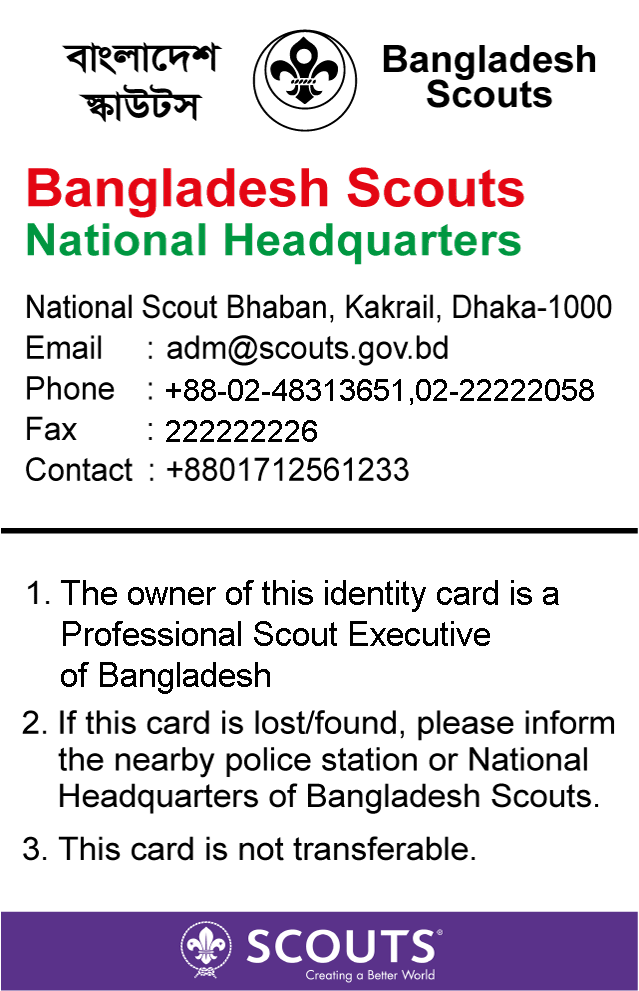 বাংলাদেশ
স্কাউটস
Bangladesh
Scouts
Bangladesh Scouts
National Headquarters
National Scout Bhaban, Kakrail, Dhaka-1000
Email : adm@scouts.gov.bd
Phone : +88-02-48313651,02-22222058
Fax : 222222226
Contact : +8801712561233
1. The owner of this identity card is a
Professional Scout Executive
of Bangladesh
2. If this card is lost/found, please inform
the nearby police station or National
Headquarters of Bangladesh Scouts.
3. This card is not transferable.
SCOUTS®
Creating a Better World